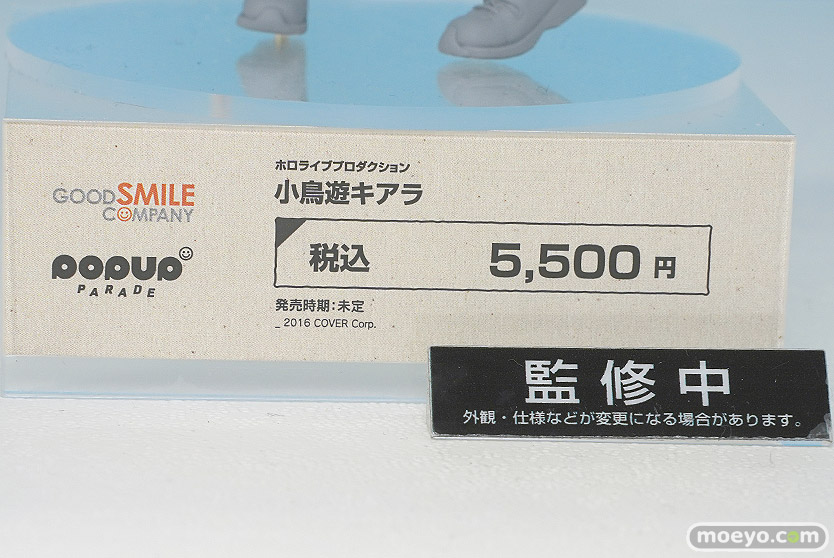 GOOD SMILE
COMPANY
POPUP
PARADE
ホロライブプロダクション
小鳥遊キアラ
税込 5,500円
発売時期:未定
_ 2016 COVER Corp.
監修中
外観・仕様などが変更になる場合があります。
moeyo.com